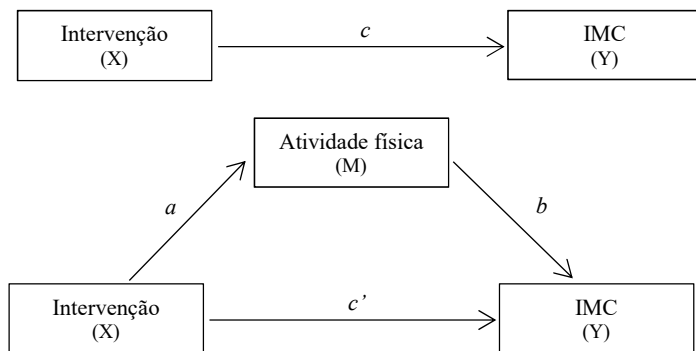 Intervenção
(X)
c
IMC
(Y)
Atividade física
(M)
a
b
Intervenção
(X)
c’
IMC
(Y)